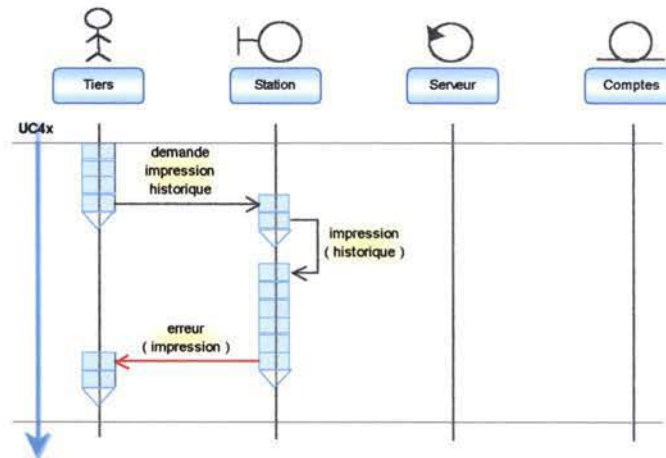 Tiers
Station
Serveur
Comptes
UC4x
demande
impression
historique
impression
( historique )
erreur
( impression )